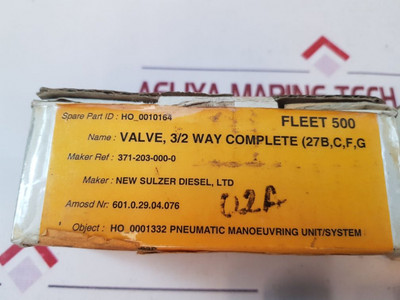 AELIYA MARINE TECH
Spare Part ID : HO_0010164
FLEET 500
Name : VALVE, 3/2 WAY COMPLETE (27B,C,F,G
Maker Ref : 371-203-000-0
Maker : NEW SULZER DIESEL, LTD
Amosd Nr: 601.0.29.04.076
Object : HO_0001332 PNEUMATIC MANOEUVRING UNIT/SYSTEM